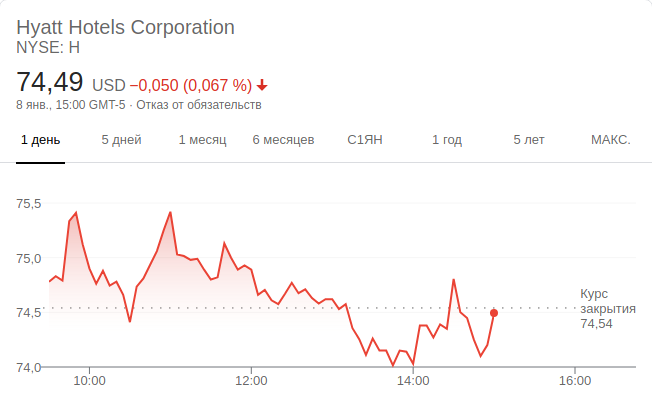 Hyatt Hotels Corporation
NYSE: H
74,49 USD −0,050 (0,067 %)
8 янв., 15:00 GMT-5 · Отказ от обязательств
1 день 5 дней 1 месяц 6 месяцев С1ЯН 1 год 5 лет МАКС.
75,5
75,0
74,5
74,0
Курс
закрытия
74,54
10:00 12:00 14:00 16:00